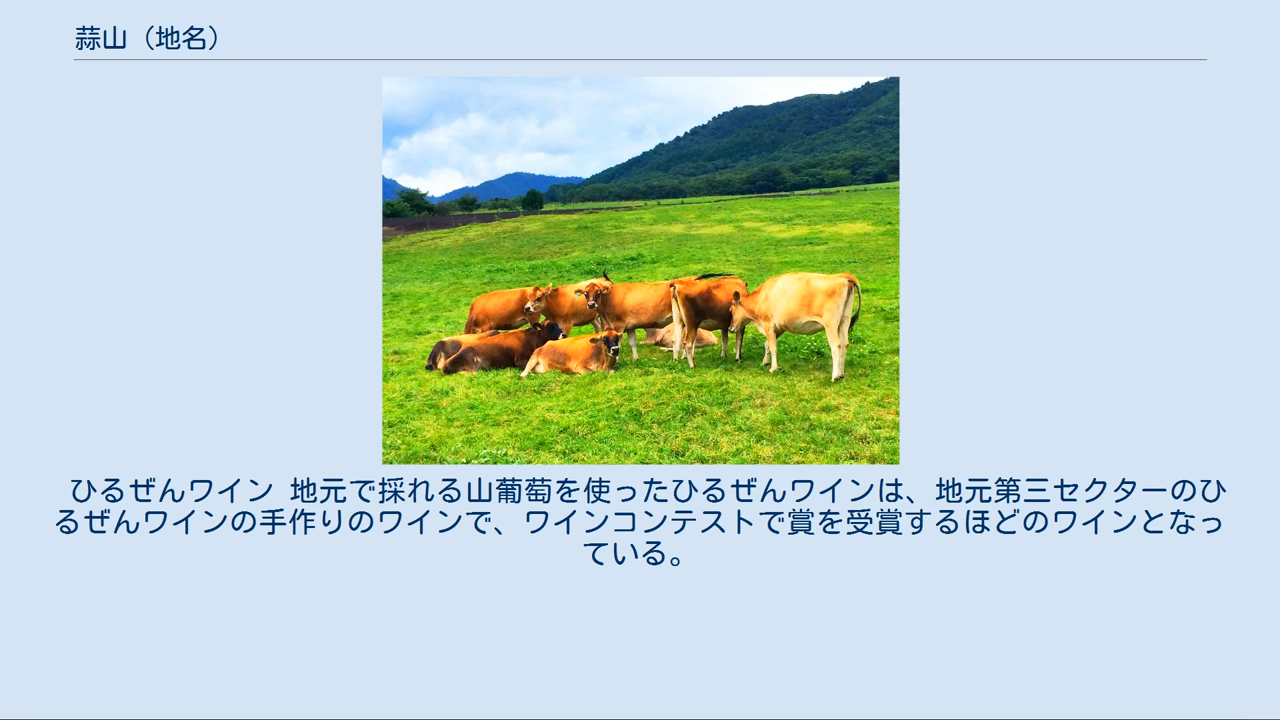 蒜山（地名）
ひるぜんワイン 地元で採れる山葡萄を使ったひるぜんワインは、地元第三セクターのひ
るぜんワインの手作りのワインで、ワインコンテストで賞を受賞するほどのワインとなっ
ている。